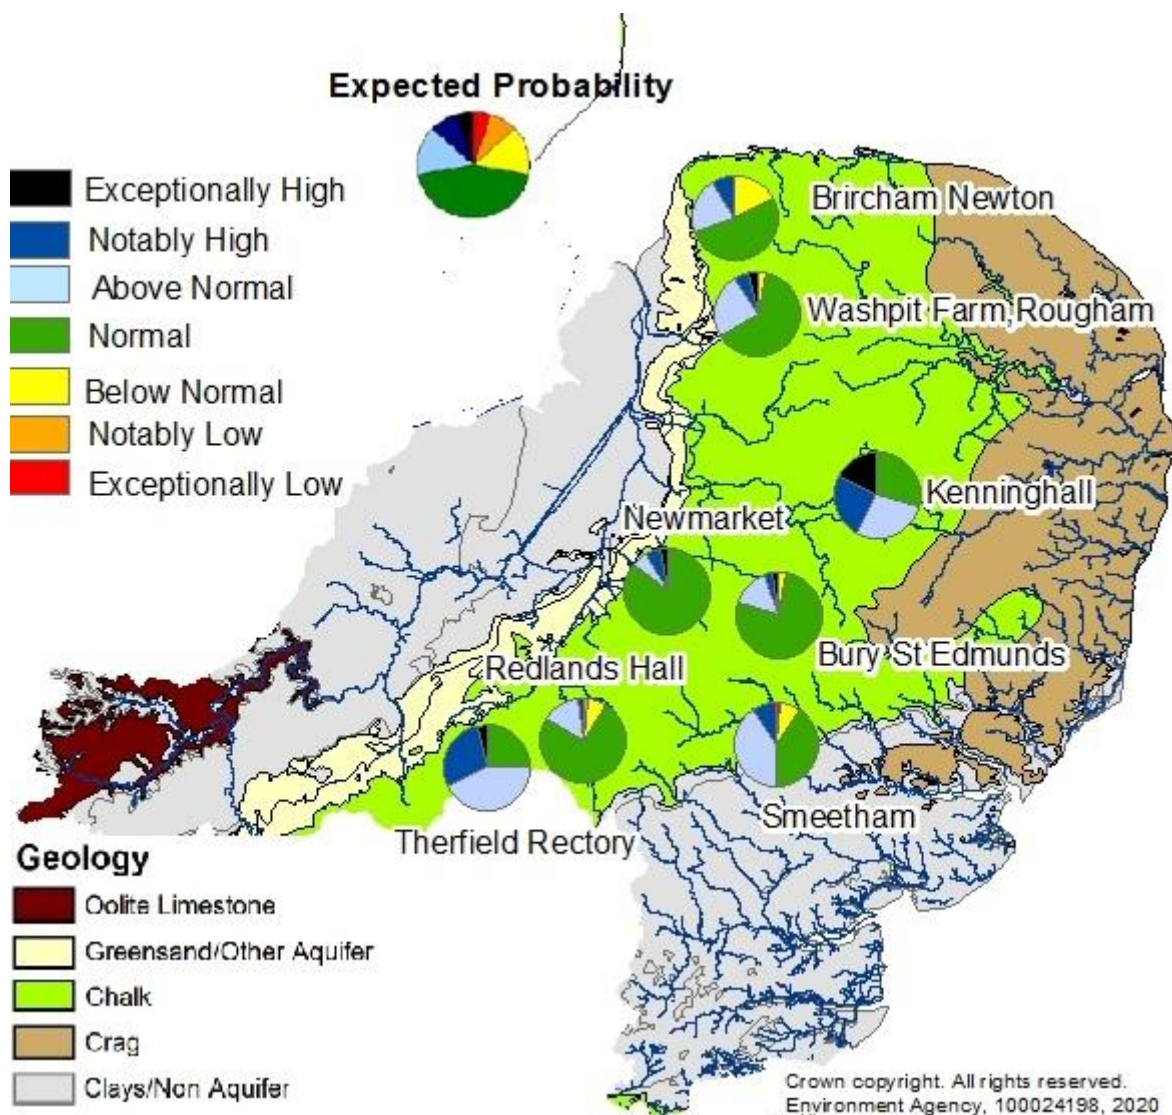 Expected Probability
Exceptionally High
Notably High
Above Normal
Normal
Below Normal
Notably Low
Exceptionally Low
Brircham Newton
Washpit Farm,Rougham
Kenninghall
Newmarket
Bury St Edmunds
Redlands Hall
Smeetham
Therfield Rectory
Geology
Oolite Limestone
Greensand/Other Aquifer
Chalk
Crag
Clays/Non Aquifer
Crown copyright. All rights reserved.
Environment Agency, 100024198, 2020